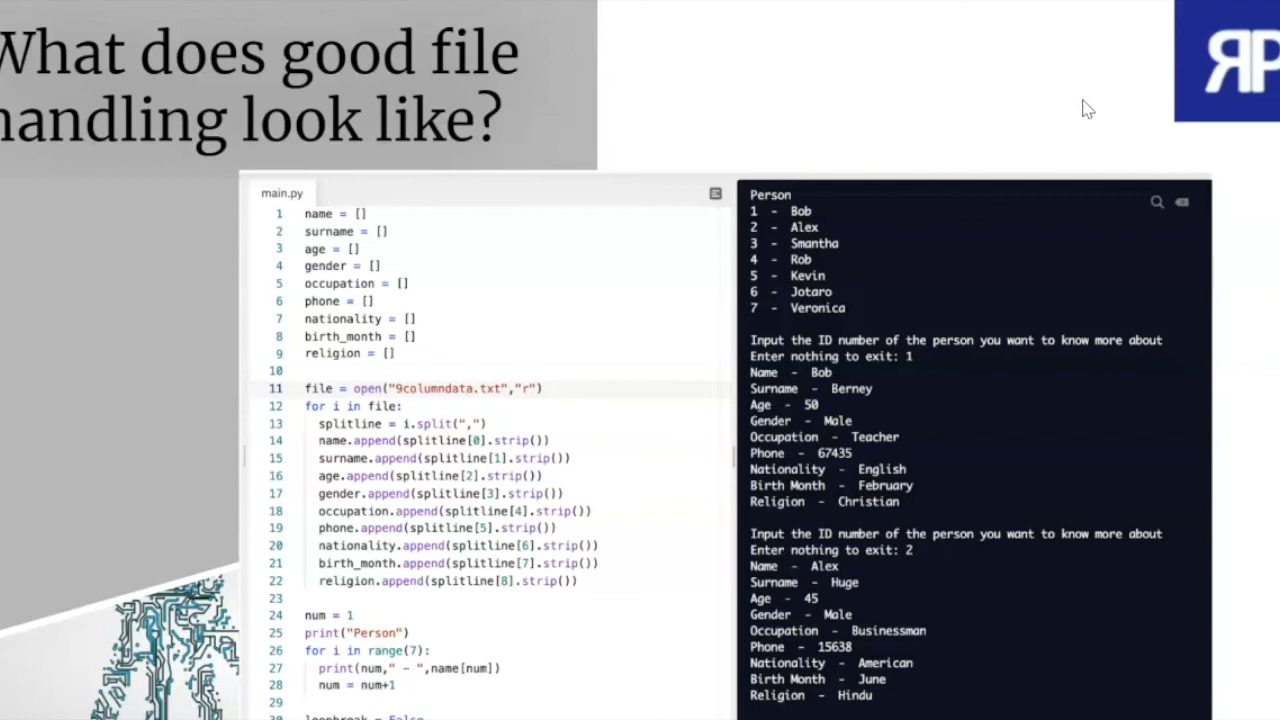 What does good file
handling look like?
ЯP
main.py
1 name = []
2 surname = []
3 age = []
4 gender = []
5 occupation = []
6 phone = []
7 nationality = []
8 birth_month = []
9 religion = []
10
11 file = open("9columndata.txt","r")
12 for i in file:
13 splitline = i.split(",")
14 name.append(splitline[0].strip())
15 surname.append(splitline[1].strip())
16 age.append(splitline[2].strip())
17 gender.append(splitline[3].strip())
18 occupation.append(splitline[4].strip())
19 phone.append(splitline[5].strip())
20 nationality.append(splitline[6].strip())
21 birth_month.append(splitline[7].strip())
22 religion.append(splitline[8].strip())
23
24 num = 1
25 print("Person")
26 for i in range(7):
27 print(num," - ",name[num])
28 num = num+1
29
30 loopbreak = False
Person
1 - Bob
2 - Alex
3 - Smantha
4 - Rob
5 - Kevin
6 - Jotaro
7 - Veronica
Input the ID number of the person you want to know more about
Enter nothing to exit: 1
Name - Bob
Surname - Berney
Age - 50
Gender - Male
Occupation - Teacher
Phone - 67435
Nationality - English
Birth Month - February
Religion - Christian
Input the ID number of the person you want to know more about
Enter nothing to exit: 2
Name - Alex
Surname - Huge
Age - 45
Gender - Male
Occupation - Businessman
Phone - 15638
Nationality - American
Birth Month - June
Religion - Hindu